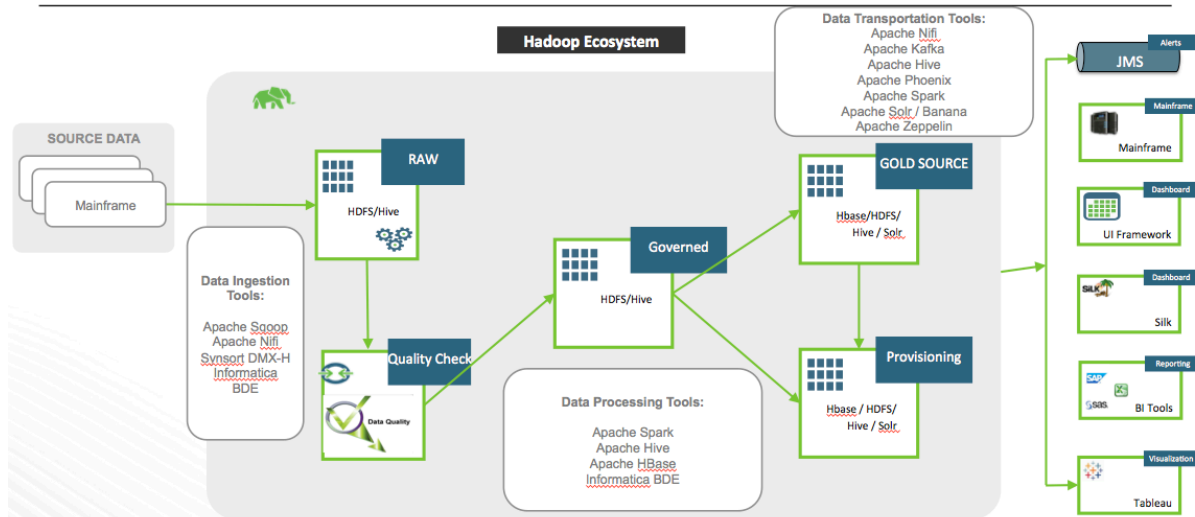 Hadoop Ecosystem
SOURCE DATA
Mainframe
Data Ingestion
Tools:
Apache Sqoop
Apache Nifi
Synsort DMX-H
Informatica
BDE
RAW
HDFS/Hive
Quality Check
Data Quality
Governed
HDFS/Hive
Data Processing Tools:
Apache Spark
Apache Hive
Apache HBase
Informatica BDE
Data Transportation Tools:
Apache Nifi
Apache Kafka
Apache Hive
Apache Phoenix
Apache Spark
Apache Solr / Banana
Apache Zeppelin
GOLD SOURCE
Hbase/HDFS/
Hive / Solr
Provisioning
Hbase / HDFS/
Hive / Solr
Alerts
JMS
Mainframe
Mainframe
Dashboard
UI Framework
Dashboard
SiLK
Silk
Reporting
SAP
sas
BI Tools
Visualization
Tableau